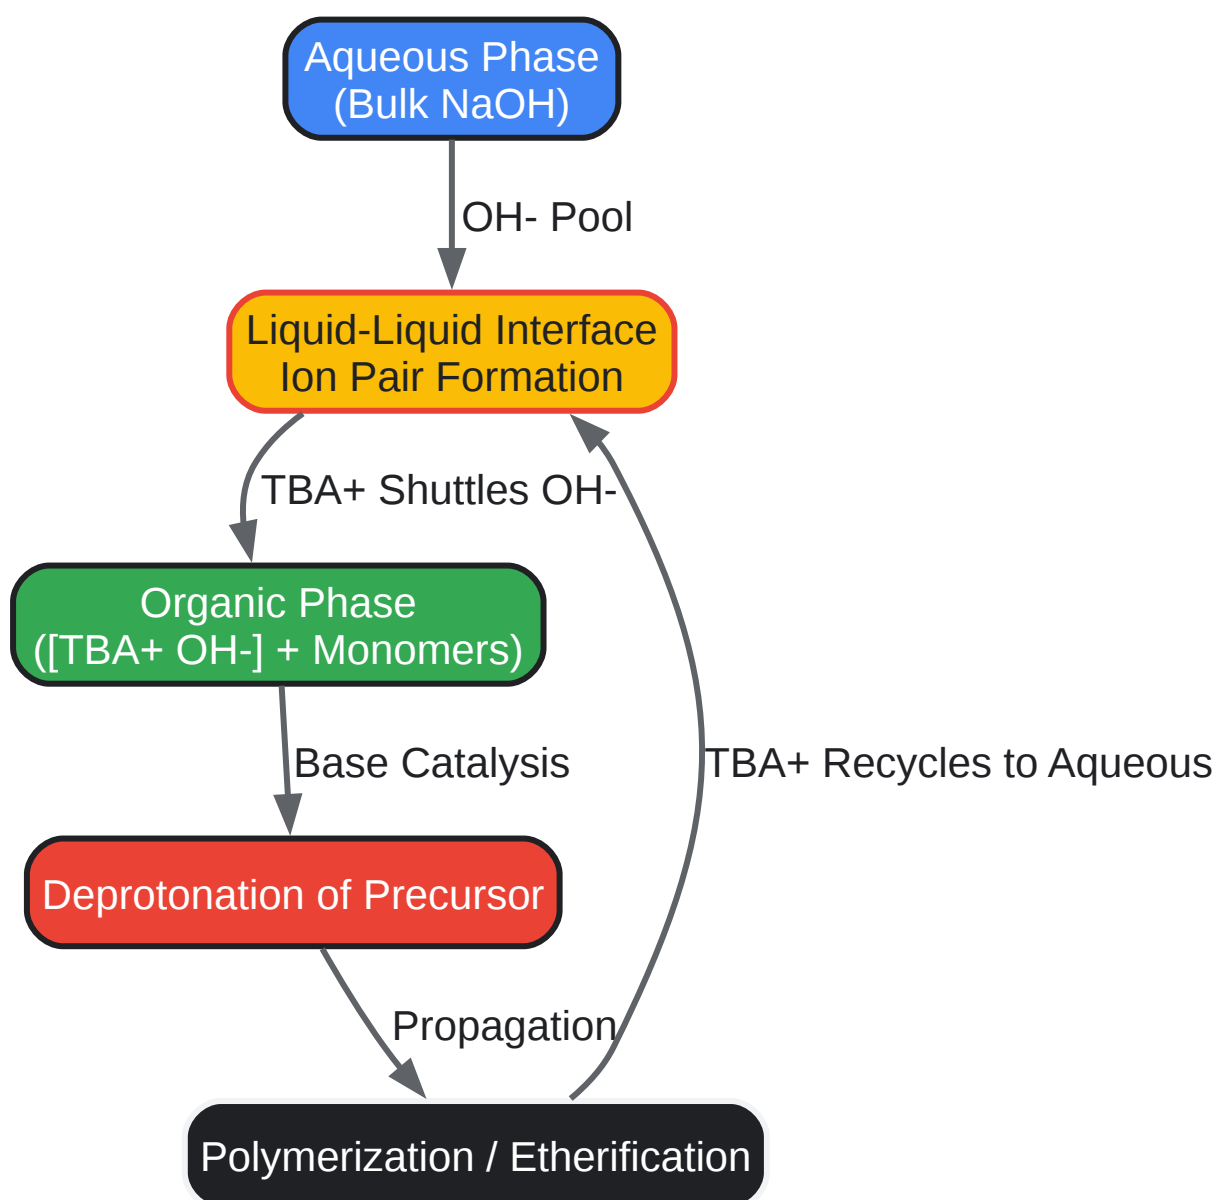 Aqueous Phase
(Bulk NaOH)
OH- Pool
Liquid-Liquid Interface
Ion Pair Formation
TBA+ Shuttles OH-
Organic Phase
([TBA+ OH-] + Monomers)
Base Catalysis
TBA+ Recycles to Aqueous
Deprotonation of Precursor
Propagation
Polymerization / Etherification